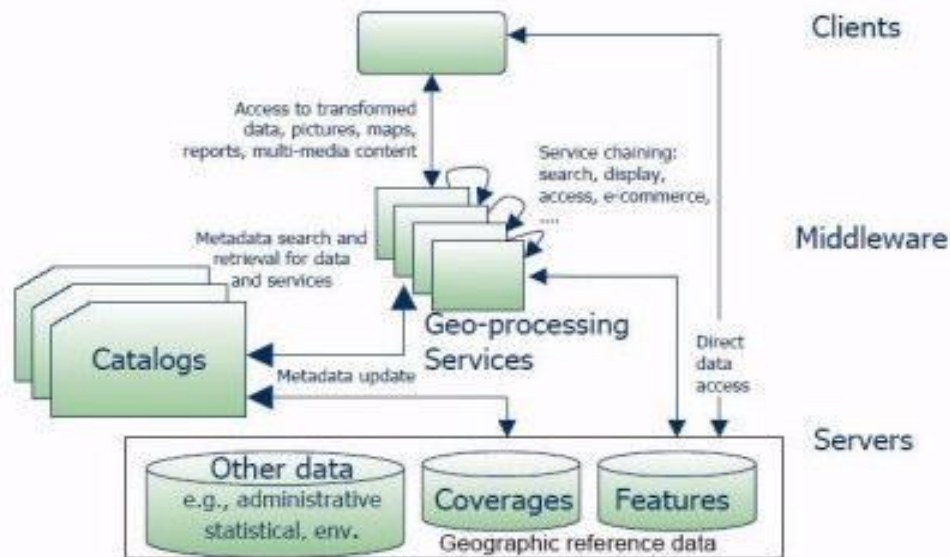 Clients
Access to transformed
data, pictures, maps,
reports, multi-media content
Service chaining:
search, display,
access, e-commerce,
....
Middleware
Metadata search and
retrieval for data
and services
Geo-processing
Services
Catalogs
Metadata update
Direct
data
access
Servers
Other data
e.g., administrative
statistical, env.
Coverages
Features
Geographic reference data